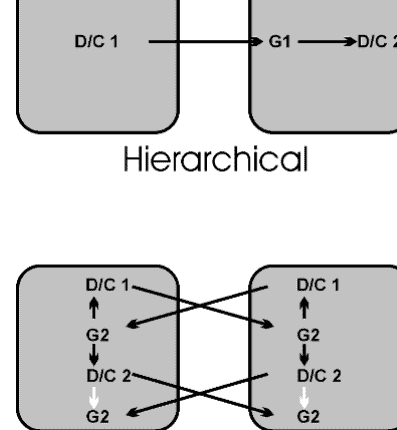 D/C 1 G1 D/C 2
Hierarchical
D/C 1 D/C 1
G2 G2
D/C 2 D/C 2
G2 G2